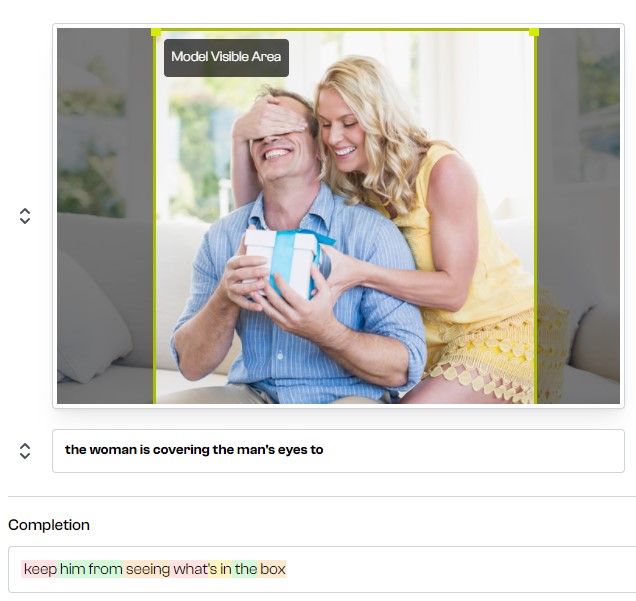 Model Visible Area
the woman is covering the man's eyes to
Completion
keep him from seeing what's in the box